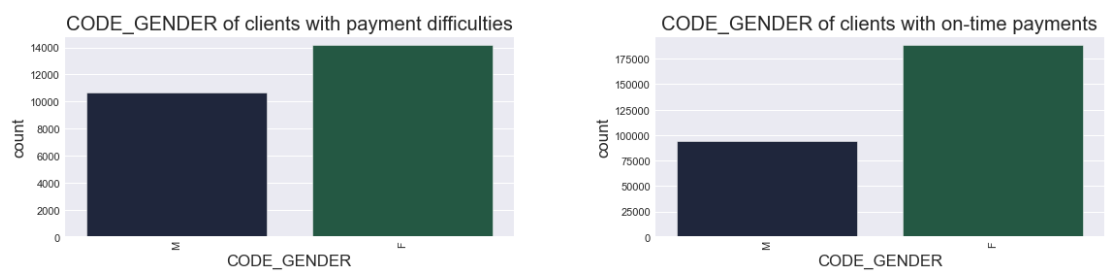 CODE_GENDER of clients with payment difficulties
14000
12000
10000
8000
6000
4000
2000
0
count
M
F
CODE_GENDER
CODE_GENDER of clients with on-time payments
175000
150000
125000
100000
75000
50000
25000
0
count
M
F
CODE_GENDER